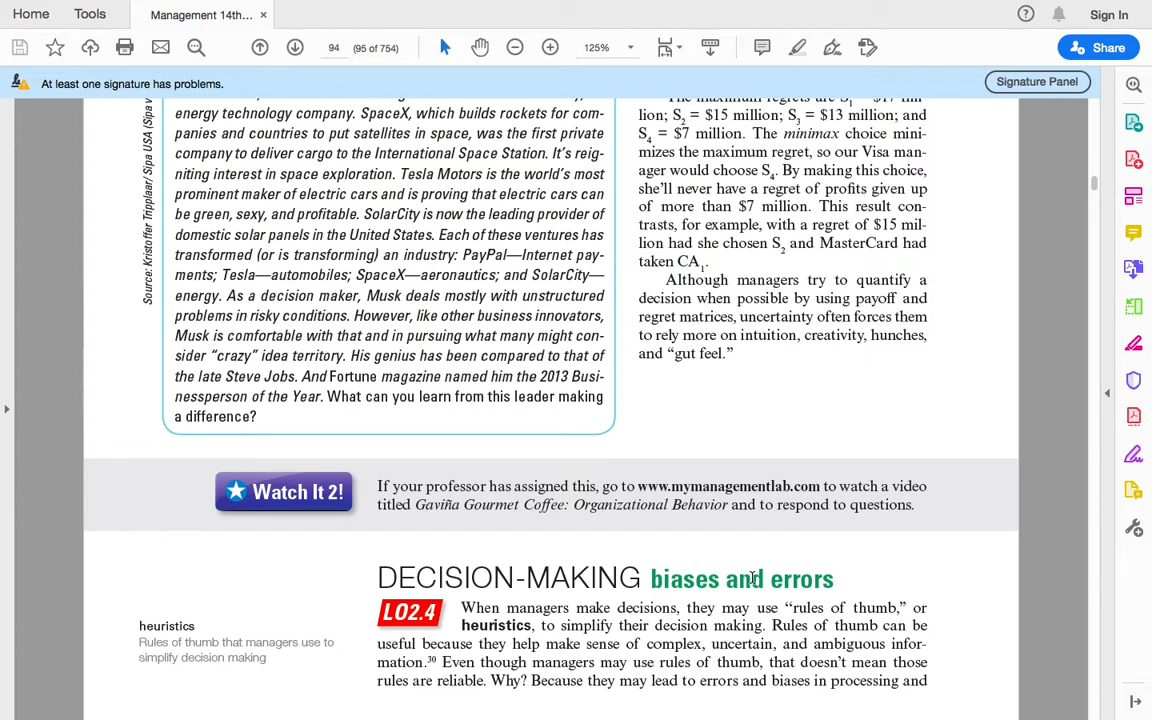 Home
Tools
Management 14th...
×
?
Sign In
94
(95 of 754)
125%
Share
At least one signature has problems.
Signature Panel
Source: Kristoffer Tripplaar/ Sipa USA (Sipa
energy technology company. SpaceX, which builds rockets for com-
panies and countries to put satellites in space, was the first private
company to deliver cargo to the International Space Station. It's reig-
niting interest in space exploration. Tesla Motors is the world's most
prominent maker of electric cars and is proving that electric cars can
be green, sexy, and profitable. SolarCity is now the leading provider of
domestic solar panels in the United States. Each of these ventures has
transformed (or is transforming) an industry: PayPal—Internet pay-
ments; Tesla—automobiles; SpaceX—aeronautics; and SolarCity—
energy. As a decision maker, Musk deals mostly with unstructured
problems in risky conditions. However, like other business innovators,
Musk is comfortable with that and in pursuing what many might con-
sider "crazy" idea territory. His genius has been compared to that of
the late Steve Jobs. And Fortune magazine named him the 2013 Busi-
nessperson of the Year. What can you learn from this leader making
a difference?
The maximum regrets are S1 = $17 mil-
lion; S2 = $15 million; S3 = $13 million; and
S4 = $7 million. The minimax choice mini-
mizes the maximum regret, so our Visa man-
ager would choose S4. By making this choice,
she'll never have a regret of profits given up
of more than $7 million. This result con-
trasts, for example, with a regret of $15 mil-
lion had she chosen S2 and MasterCard had
taken CA1.
Although managers try to quantify a
decision when possible by using payoff and
regret matrices, uncertainty often forces them
to rely more on intuition, creativity, hunches,
and "gut feel."
Watch It 2!
If your professor has assigned this, go to www.mymanagementlab.com to watch a video
titled Gaviña Gourmet Coffee: Organizational Behavior and to respond to questions.
DECISION-MAKING biases and errors
LO2.4
When managers make decisions, they may use "rules of thumb," or
heuristics, to simplify their decision making. Rules of thumb can be
useful because they help make sense of complex, uncertain, and ambiguous infor-
mation.30 Even though managers may use rules of thumb, that doesn't mean those
rules are reliable. Why? Because they may lead to errors and biases in processing and
heuristics
Rules of thumb that managers use to
simplify decision making